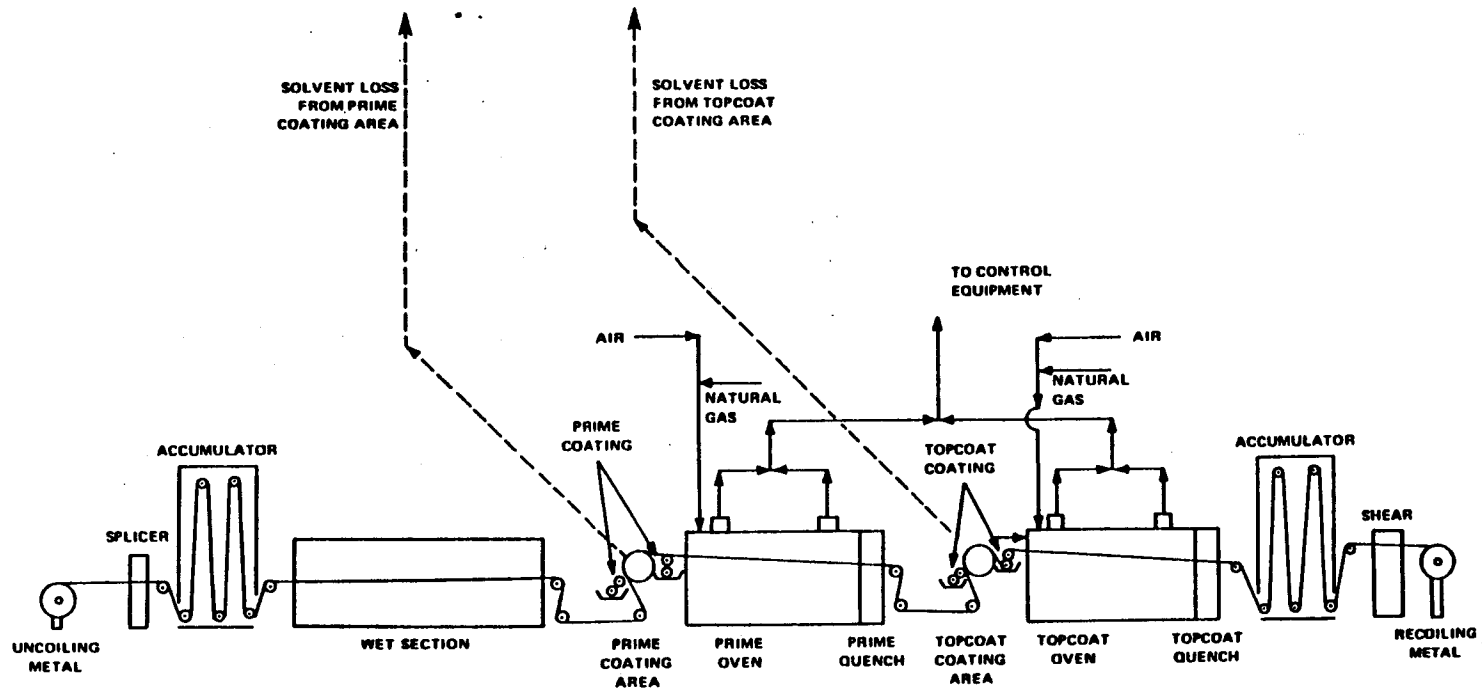 SOLVENT LOSS
FROM PRIME
COATING AREA
SOLVENT LOSS
FROM TOPCOAT
COATING AREA
TO CONTROL
EQUIPMENT
AIR
NATURAL
GAS
AIR
NATURAL
GAS
PRIME
COATING
TOPCOAT
COATING
ACCUMULATOR
ACCUMULATOR
SPLICER
SHEAR
UNCOILING
METAL
WET SECTION
PRIME
COATING
AREA
PRIME
OVEN
PRIME
QUENCH
TOPCOAT
COATING
AREA
TOPCOAT
OVEN
TOPCOAT
QUENCH
RECOILING
METAL